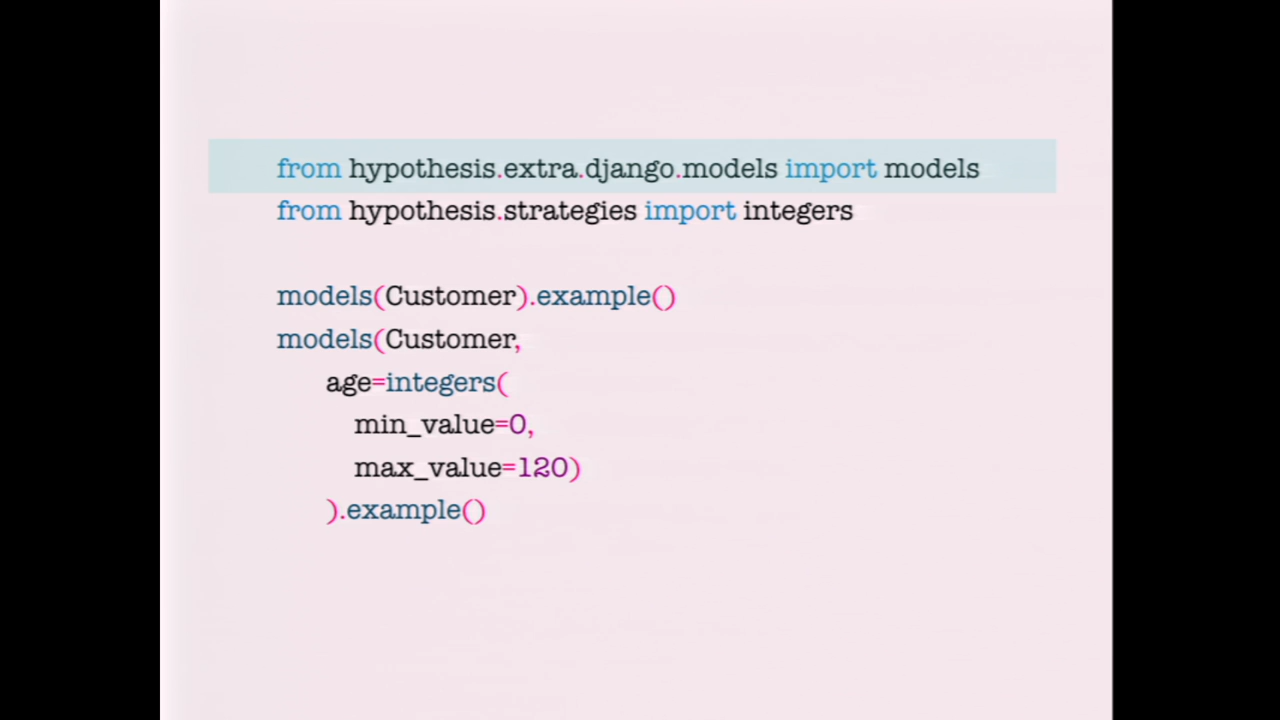 from hypothesis.extra.django.models import models
from hypothesis.strategies import integers
models(Customer).example()
models(Customer,
age=integers(
min_value=0,
max_value=120)
).example()